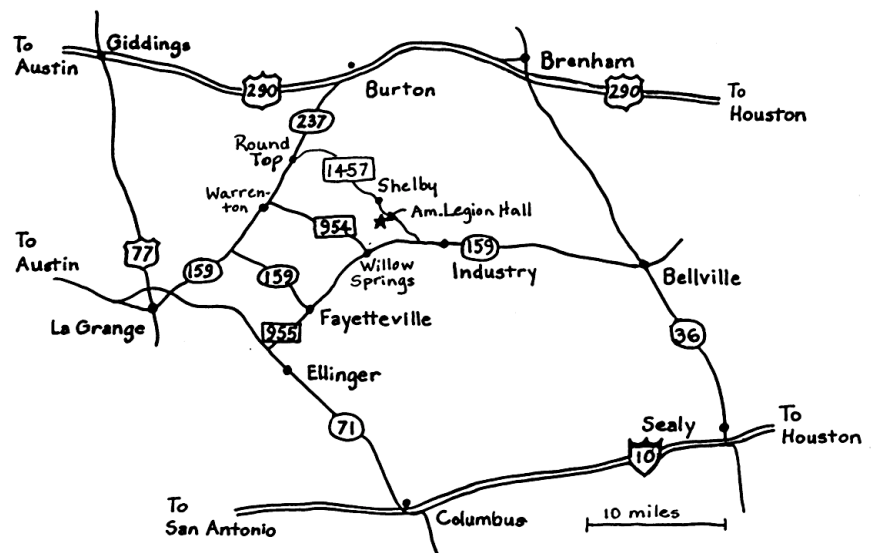 To
Austin
Giddings
290
Burton
Brenham
290
To
Houston
237
Round
Top
1457
Shelby
Am. Legion Hall
Warren-
ton
954
To
Austin
77
159
159
Willow
Springs
159
Industry
Bellville
La Grange
955
Fayetteville
Ellinger
36
71
Sealy
To
Houston
10
To
San Antonio
Columbus
10 miles